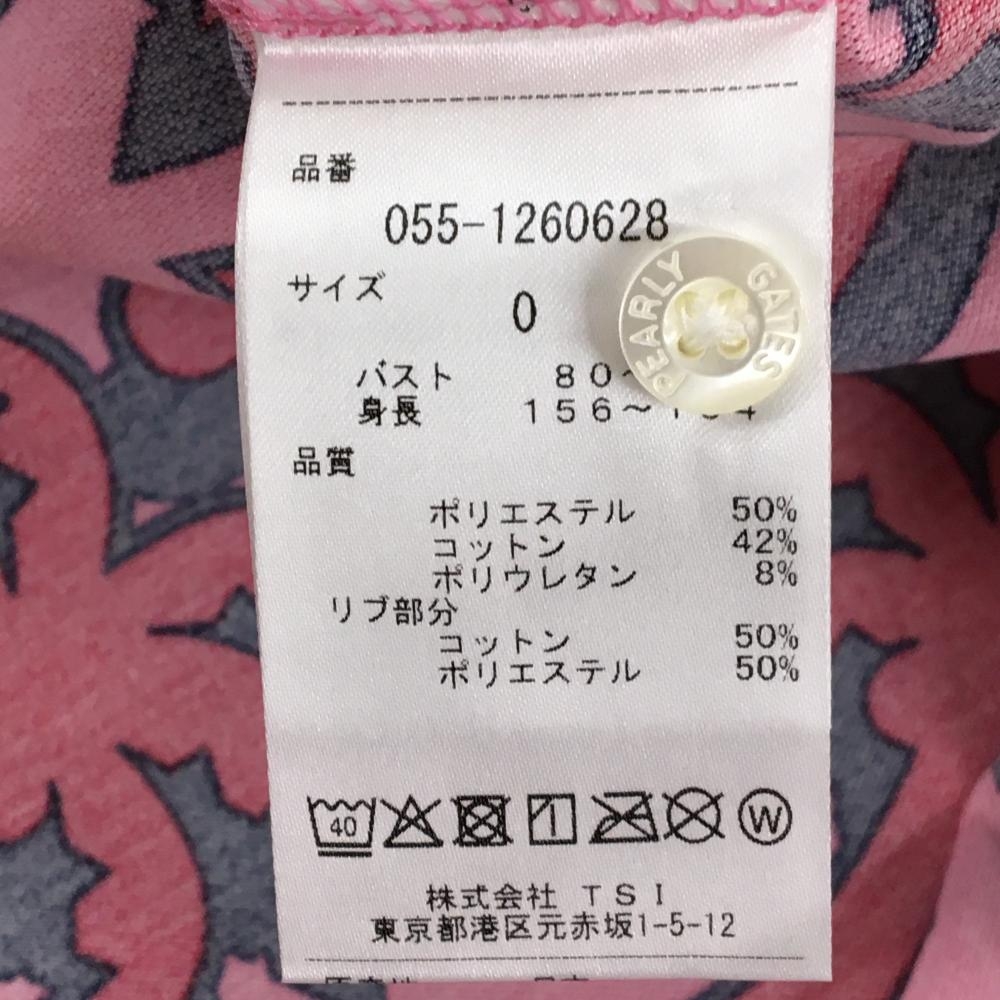 品番
055-1260628
サイズ
0
PEARLY GATES
バスト 80~
身長 156~164
品質
ポリエステル 50%
コットン 42%
ポリウレタン 8%
リブ部分
コットン 50%
ポリエステル 50%
40
W
株式会社 TSI
東京都港区元赤坂1-5-12